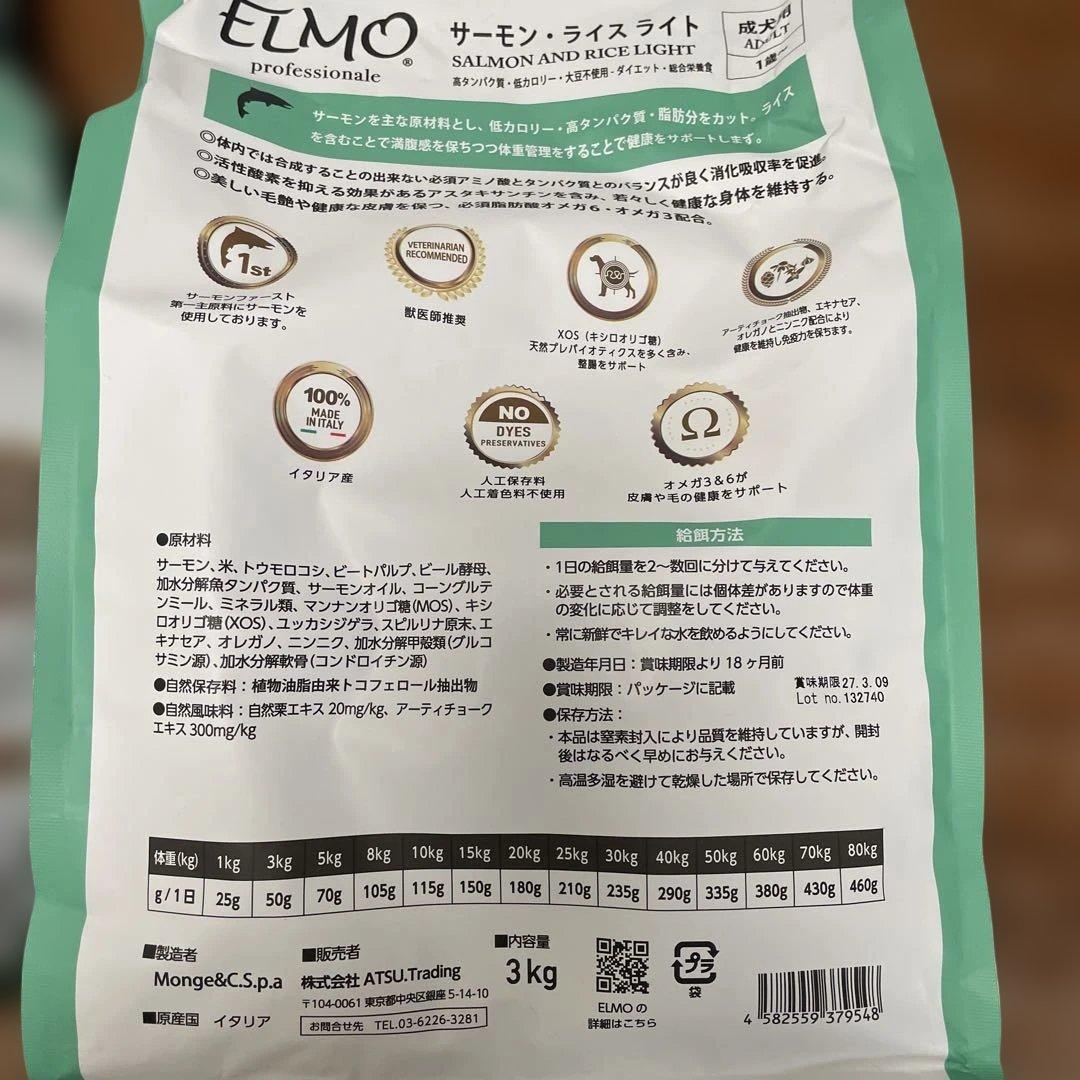 ELMO®
professionale
サーモン・ライス ライト
SALMON AND RICE LIGHT
高タンパク質・低カロリー・大豆不使用 - ダイエット・総合栄養食
成犬用
ADULT
1歳～
サーモンを主な原材料とし、低カロリー・高タンパク質・脂肪分をカット。ライス
を含むことで満腹感を保ちつつ体重管理をすることで健康をサポートします。
◎体内では合成することの出来ない必須アミノ酸とタンパク質とのバランスが良く消化吸収率を促進。
◎活性酸素を抑える効果があるアスタキサンチンを含み、若々しく健康な身体を維持する。
◎美しい毛艶や健康な皮膚を保つ、必須脂肪酸オメガ6・オメガ3配合。
1st
サーモンファースト
第一主原料にサーモンを
使用しております。
VETERINARIAN
RECOMMENDED
獣医師推奨
XOS（キシロオリゴ糖）
天然プレバイオティクスを多く含み、
整腸をサポート
アーティチョーク抽出物、エキナセア、
オレガノとニンニク配合により
健康を維持し免疫力を保ちます。
100%
MADE
IN ITALY
イタリア産
NO
DYES
PRESERVATIVES
人工保存料
人工着色料不使用
Ω
オメガ3＆6が
皮膚や毛の健康をサポート
●原材料
サーモン、米、トウモロコシ、ビートパルプ、ビール酵母、
加水分解魚タンパク質、サーモンオイル、コーングルテ
ンミール、ミネラル類、マンナンオリゴ糖(MOS)、キシ
ロオリゴ糖(XOS)、ユッカシジゲラ、スピルリナ原末、エ
キナセア、オレガノ、ニンニク、加水分解甲殻類(グルコ
サミン源)、加水分解軟骨(コンドロイチン源)
●自然保存料：植物油脂由来トコフェロール抽出物
●自然風味料：自然栗エキス 20mg/kg、アーティチョーク
エキス 300mg/kg
給餌方法
・1日の給餌量を2〜数回に分けて与えてください。
・必要とされる給餌量には個体差がありますので体重
の変化に応じて調整をしてください。
・常に新鮮でキレイな水を飲めるようにしてください。
●製造年月日：賞味期限より 18 ヶ月前
●賞味期限：パッケージに記載
賞味期限27.3.09
Lot no.132740
●保存方法：
・本品は窒素封入により品質を維持していますが、開封
後はなるべく早めにお与えください。
・高温多湿を避けて乾燥した場所で保存してください。
体重(kg) 1kg 3kg 5kg 8kg 10kg 15kg 20kg 25kg 30kg 40kg 50kg 60kg 70kg 80kg
g / 1日 25g 50g 70g 105g 115g 150g 180g 210g 235g 290g 335g 380g 430g 460g
■製造者
Monge&C.S.p.a
■原産国 イタリア
■販売者
株式会社 ATSU.Trading
〒104-0061 東京都中央区銀座 5-14-10
お問合せ先 TEL.03-6226-3281
■内容量
3kg
ELMO の
詳細はこちら
プラ
袋
4 582559 379548